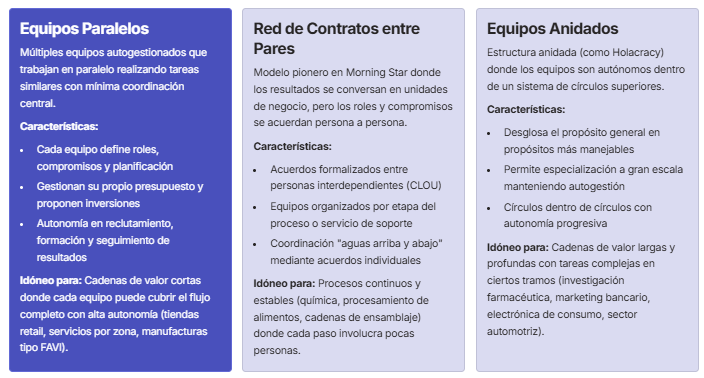 Equipos Paralelos
Múltiples equipos autogestionados que
trabajan en paralelo realizando tareas
similares con mínima coordinación
central.
Características:
• Cada equipo define roles,
compromisos y planificación
• Gestionan su propio presupuesto y
proponen inversiones
• Autonomía en reclutamiento,
formación y seguimiento de
resultados
Idóneo para: Cadenas de valor cortas
donde cada equipo puede cubrir el flujo
completo con alta autonomía (tiendas
retail, servicios por zona, manufacturas
tipo FAVI).
Red de Contratos entre
Pares
Modelo pionero en Morning Star donde
los resultados se conversan en unidades
de negocio, pero los roles y compromisos
se acuerdan persona a persona.
Características:
• Acuerdos formalizados entre
personas interdependientes (CLOU)
• Equipos organizados por etapa del
proceso o servicio de soporte
• Coordinación "aguas arriba y abajo"
mediante acuerdos individuales
Idóneo para: Procesos continuos y
estables (química, procesamiento de
alimentos, cadenas de ensamblaje)
donde cada paso involucra pocas
personas.
Equipos Anidados
Estructura anidada (como Holacracy)
donde los equipos son autónomos dentro
de un sistema de círculos superiores.
Características:
• Desglosa el propósito general en
propósitos más manejables
• Permite especialización a gran escala
manteniendo autogestión
• Círculos dentro de círculos con
autonomía progresiva
Idóneo para: Cadenas de valor largas y
profundas con tareas complejas en
ciertos tramos (investigación
farmacéutica, marketing bancario,
electrónica de consumo, sector
automotriz).